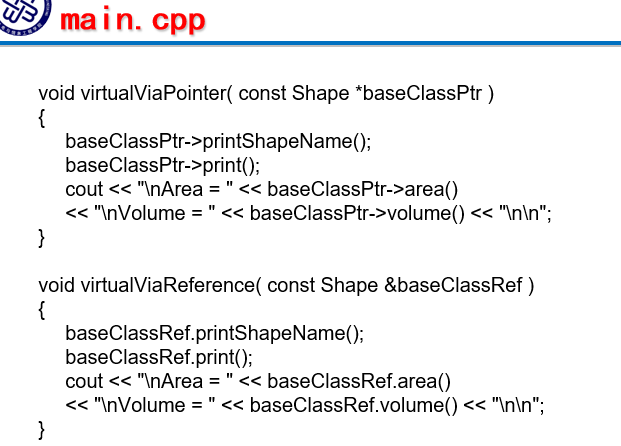 main.cpp
void virtualViaPointer( const Shape *baseClassPtr )
{
baseClassPtr->printShapeName();
baseClassPtr->print();
cout << "\nArea = " << baseClassPtr->area()
<< "\nVolume = " << baseClassPtr->volume() << "\n\n";
}
void virtualViaReference( const Shape &baseClassRef )
{
baseClassRef.printShapeName();
baseClassRef.print();
cout << "\nArea = " << baseClassRef.area()
<< "\nVolume = " << baseClassRef.volume() << "\n\n";
}